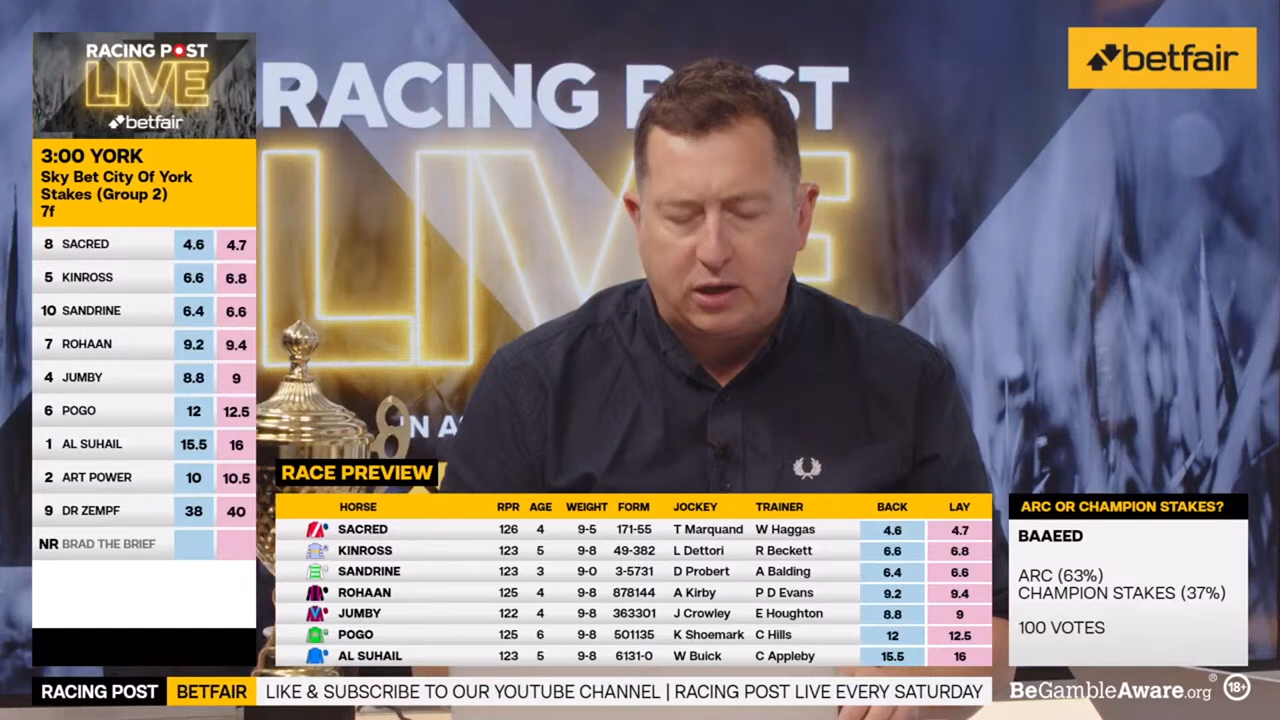 RACING POST
LIVE
betfair
3:00 YORK
Sky Bet City Of York
Stakes (Group 2)
7f
8 SACRED 4.6 4.7
5 KINROSS 6.6 6.8
10 SANDRINE 6.4 6.6
7 ROHAAN 9.2 9.4
4 JUMBY 8.8 9
6 POGO 12 12.5
1 AL SUHAIL 15.5 16
2 ART POWER 10 10.5
9 DR ZEMPF 38 40
NR BRAD THE BRIEF
RACING P ST
LIVE
IN A
betfair
RACE PREVIEW
HORSE RPR AGE WEIGHT FORM JOCKEY TRAINER BACK LAY
SACRED 126 4 9-5 171-55 T Marquand W Haggas 4.6 4.7
KINROSS 123 5 9-8 49-382 L Dettori R Beckett 6.6 6.8
SANDRINE 123 3 9-0 3-5731 D Probert A Balding 6.4 6.6
ROHAAN 125 4 9-8 878144 A Kirby P D Evans 9.2 9.4
JUMBY 122 4 9-8 363301 J Crowley E Houghton 8.8 9
POGO 125 6 9-8 501135 K Shoemark C Hills 12 12.5
AL SUHAIL 123 5 9-8 6131-0 W Buick C Appleby 15.5 16
ARC OR CHAMPION STAKES?
BAAEED
ARC (63%)
CHAMPION STAKES (37%)
100 VOTES
RACING POST BETFAIR LIKE & SUBSCRIBE TO OUR YOUTUBE CHANNEL | RACING POST LIVE EVERY SATURDAY
BeGambleAware.org® 18+